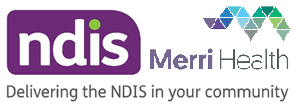 ndis
Merri Health
Delivering the NDIS in your community